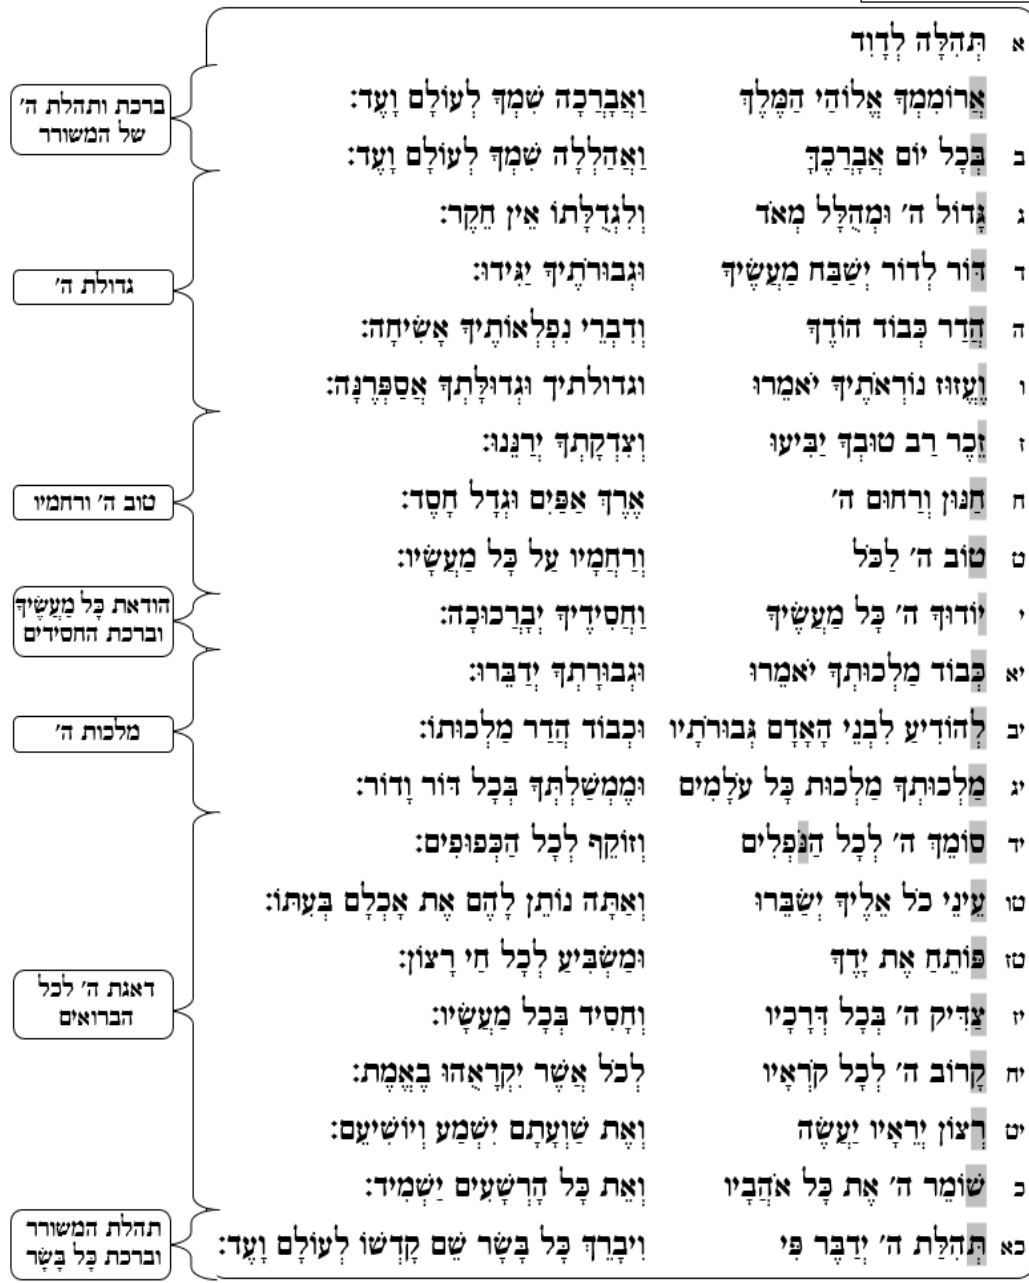 א תְּהִלָּה לְדָוִד
אֲרוֹמִמְךָ אֱלוֹהַי הַמֶּלֶךְ וַאֲבָרְכָה שִׁמְךָ לְעוֹלָם וָעֶד:
ברכת ותהלת ה' של המשורר
ב בְּכָל יוֹם אֲבָרְכֶךָּ וַאֲהַלְלָה שִׁמְךָ לְעוֹלָם וָעֶד:
ג גָּדוֹל ה' וּמְהֻלָּל מְאֹד וְלִגְדֻלָּתוֹ אֵין חֵקֶר:
ד דּוֹר לְדוֹר יְשַׁבַּח מַעֲשֶׂיךָ וּגְבוּרֹתֶיךָ יַגִּידוּ:
גדולת ה'
ה הֲדַר כְּבוֹד הוֹדֶךָ וְדִבְרֵי נִפְלְאוֹתֶיךָ אָשִׂיחָה:
ו וֶעֱזוּז נוֹרְאֹתֶיךָ יֹאמֵרוּ וגדולתיך וּגְדוּלָּתְךָ אֲסַפְּרֶנָּה:
ז זֵכֶר רַב טוּבְךָ יַבִּיעוּ וְצִדְקָתְךָ יְרַנֵּנוּ:
ח חַנּוּן וְרַחוּם ה' אֶרֶךְ אַפַּיִם וּגְדָל חָסֶד:
טוב ה' ורחמיו
ט טוֹב ה' לַכֹּל וְרַחֲמָיו עַל כָּל מַעֲשָׂיו:
י יוֹדוּךָ ה' כָּל מַעֲשֶׂיךָ וַחֲסִידֶיךָ יְבָרְכוּכָה:
הודאת כָּל מַעֲשֶׂיךָ וברכת החסידים
יא כְּבוֹד מַלְכוּתְךָ יֹאמֵרוּ וּגְבוּרָתְךָ יְדַבֵּרוּ:
יב לְהוֹדִיעַ לִבְנֵי הָאָדָם גְּבוּרֹתָיו וּכְבוֹד הֲדַר מַלְכוּתוֹ:
מלכות ה'
יג מַלְכוּתְךָ מַלְכוּת כָּל עֹלָמִים וּמֶמְשַׁלְתְּךָ בְּכָל דּוֹר וָדוֹר:
יד סוֹמֵךְ ה' לְכָל הַנֹּפְלִים וְזוֹקֵף לְכָל הַכְּפוּפִים:
טו עֵינֵי כֹל אֵלֶיךָ יְשַׂבֵּרוּ וְאַתָּה נוֹתֵן לָהֶם אֶת אָכְלָם בְּעִתּוֹ:
טז פּוֹתֵחַ אֶת יָדֶךָ וּמַשְׂבִּיעַ לְכָל חַי רָצוֹן:
יז צַדִּיק ה' בְּכָל דְּרָכָיו וְחָסִיד בְּכָל מַעֲשָׂיו:
דאגת ה' לכל הברואים
יח קָרוֹב ה' לְכָל קֹרְאָיו לְכֹל אֲשֶׁר יִקְרָאֻהוּ בֶאֱמֶת:
יט רְצוֹן יְרֵאָיו יַעֲשֶׂה וְאֶת שַׁוְעָתָם יִשְׁמַע וְיוֹשִׁיעֵם:
כ שׁוֹמֵר ה' אֶת כָּל אֹהֲבָיו וְאֵת כָּל הָרְשָׁעִים יַשְׁמִיד:
כא תְּהִלַּת ה' יְדַבֶּר פִּי וִיבָרֵךְ כָּל בָּשָׂר שֵׁם קָדְשׁוֹ לְעוֹלָם וָעֶד:
תהלת המשורר וברכת כָּל בָּשָׂר